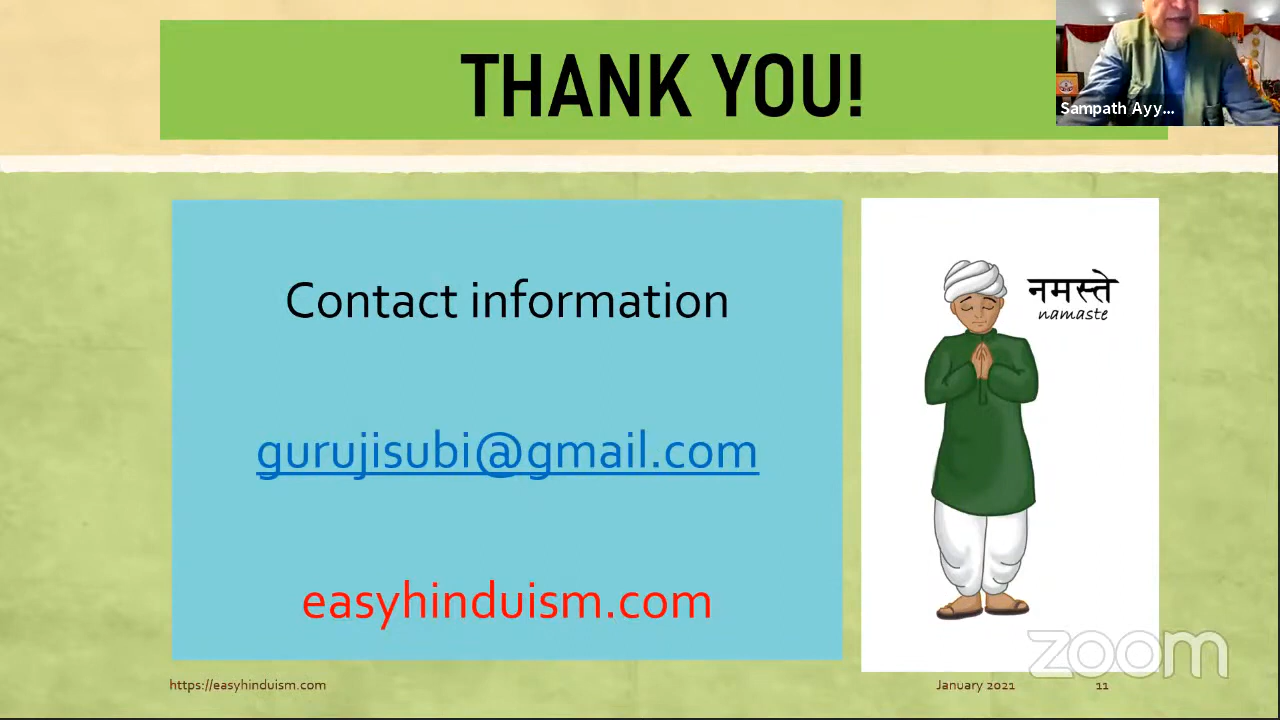 THANK YOU!
Sampath Ayy...
Contact information
gurujisubi@gmail.com
easyhinduism.com
नमस्ते
namaste
zoom
https://easyhinduism.com
January 2021
11